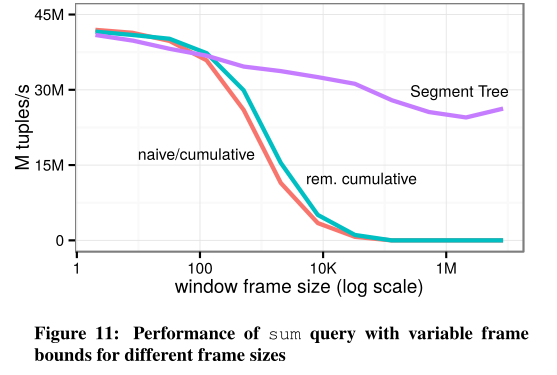 45M
30M
15M
0
M tuples/s
Segment Tree
naive/cumulative
rem. cumulative
1
100
10K
1M
window frame size (log scale)
Figure 11: Performance of sum query with variable frame
bounds for different frame sizes